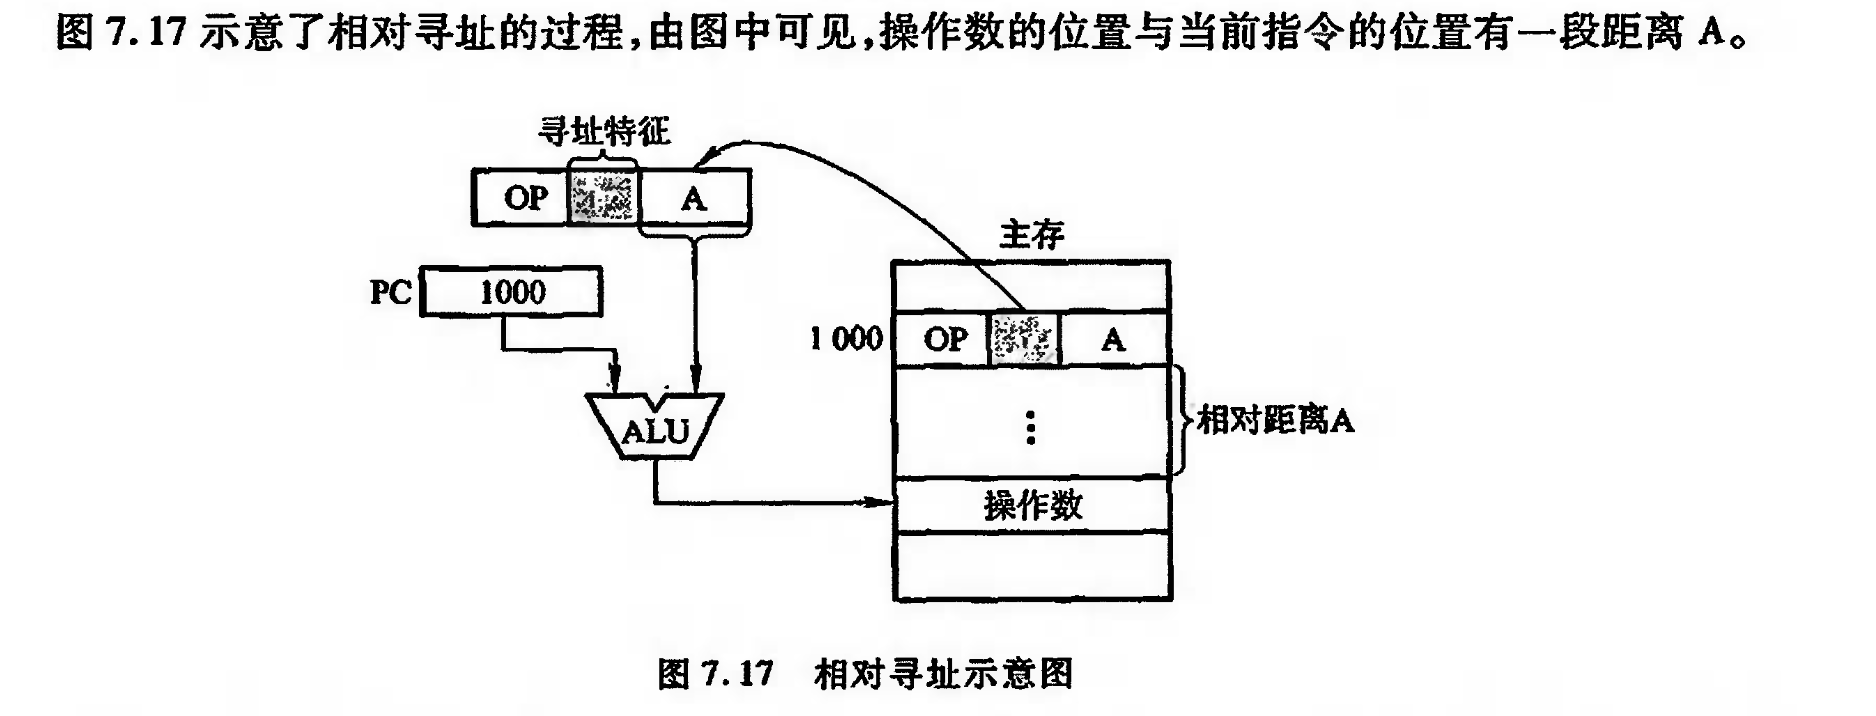 图 7.17 示意了相对寻址的过程,由图中可见,操作数的位置与当前指令的位置有一段距离 A。
寻址特征
OP A
主存
PC 1000
1 000 OP A
ALU
相对距离A
操作数
图 7.17 相对寻址示意图